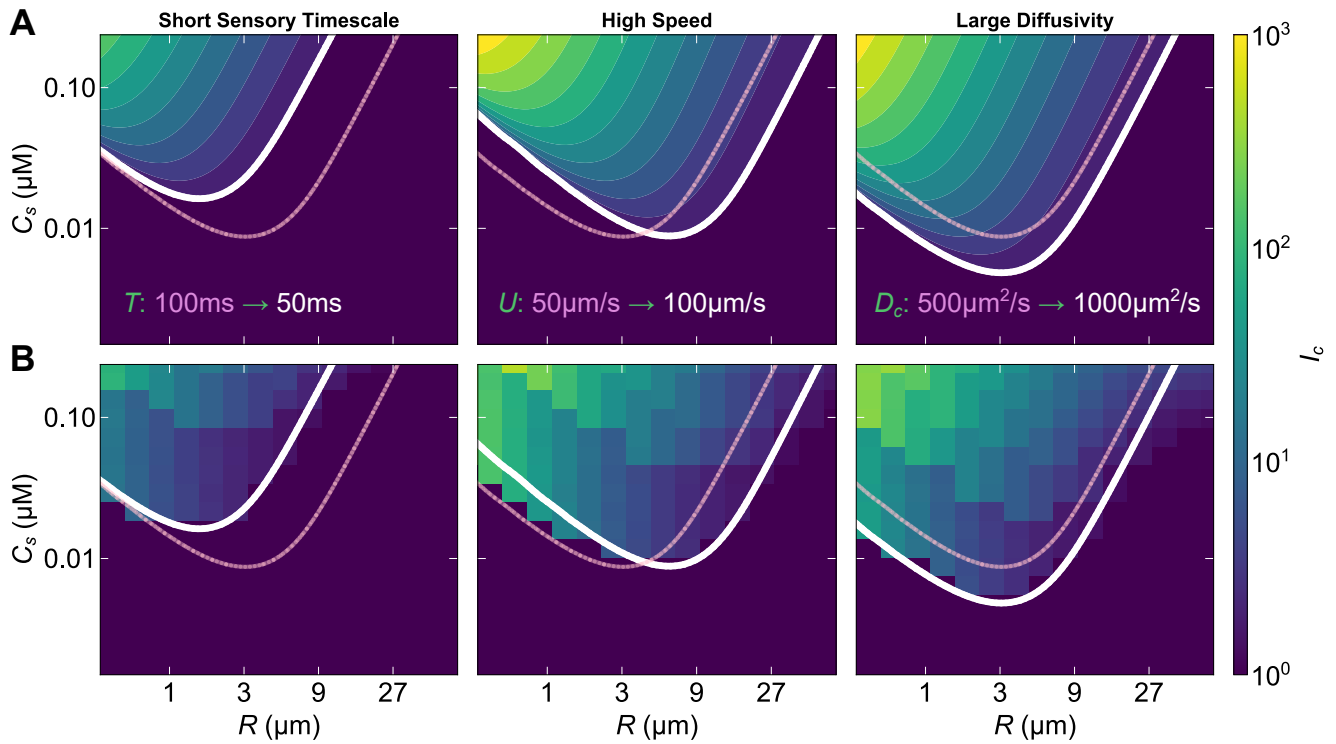 A
Short Sensory Timescale
High Speed
Large Diffusivity
C_s (μM)
0.10
0.01
T: 100ms → 50ms
U: 50μm/s → 100μm/s
D_c: 500μm²/s → 1000μm²/s
B
C_s (μM)
0.10
0.01
1 3 9 27
1 3 9 27
1 3 9 27
R (μm)
R (μm)
R (μm)
10³
10²
10¹
10⁰
I_c